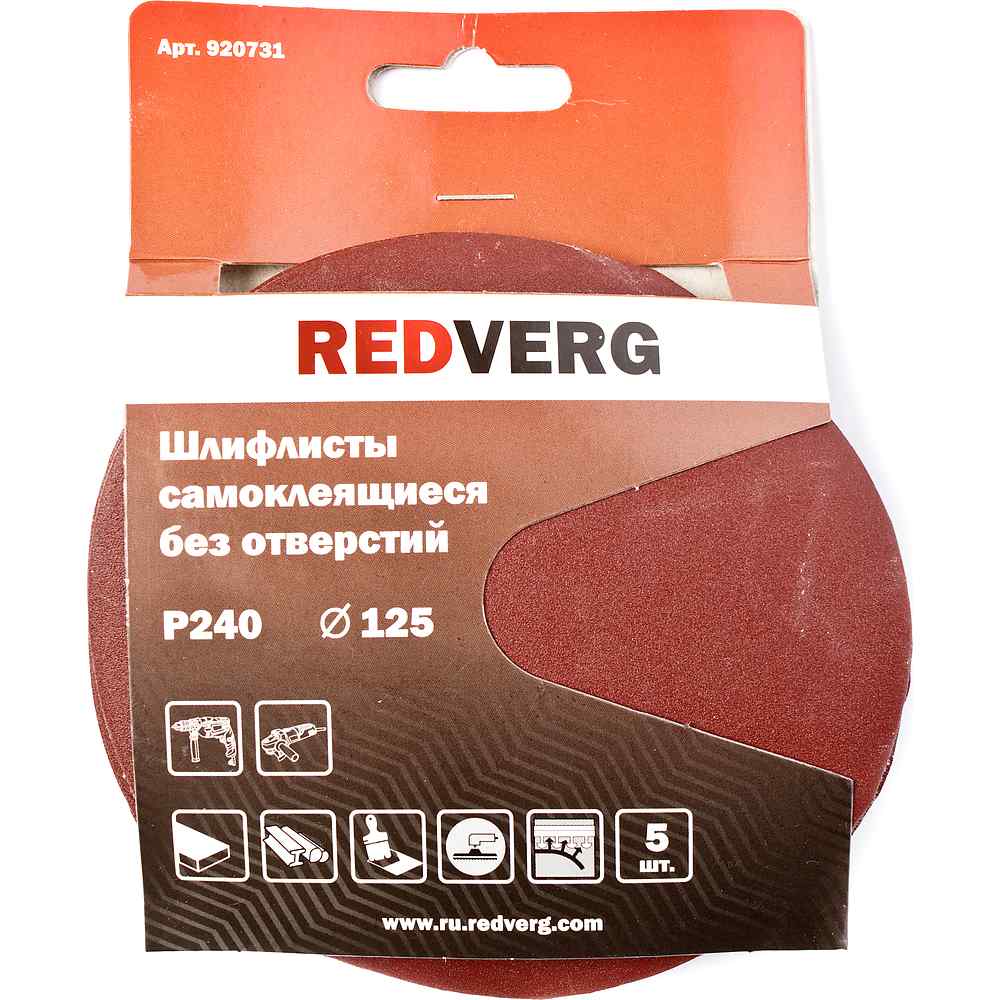 Арт. 920731
REDVERG
Шлифлисты
самоклеящиеся
без отверстий
P240 Ø 125
5
шт.
www.ru.redverg.com